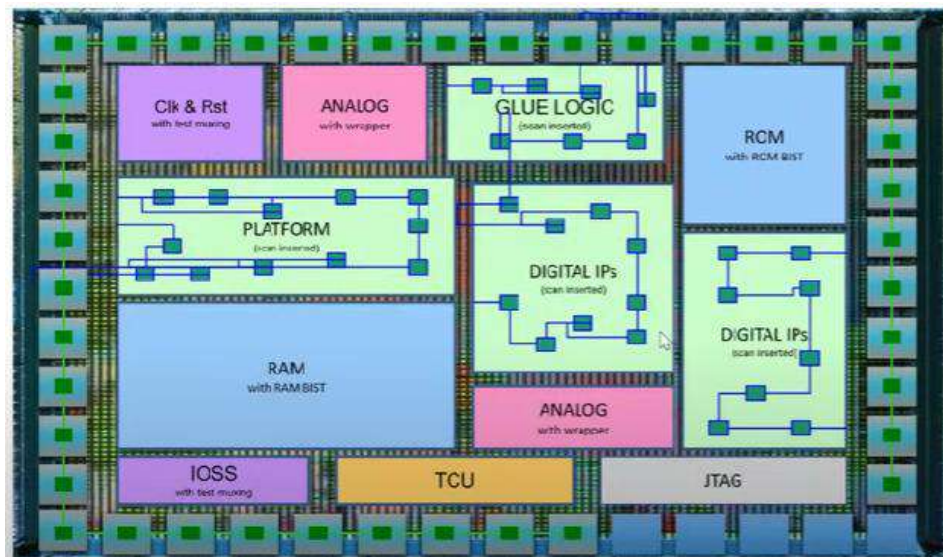 Clk & Rst
with test muxing
ANALOG
with wrapper
GLUE LOGIC
(scan inserted)
RCM
with RCM BIST
PLATFORM
(scan inserted)
DIGITAL IPs
(scan inserted)
DIGITAL IPs
(scan inserted)
RAM
with RAM BIST
ANALOG
with wrapper
IOSS
with test muxing
TCU
JTAG